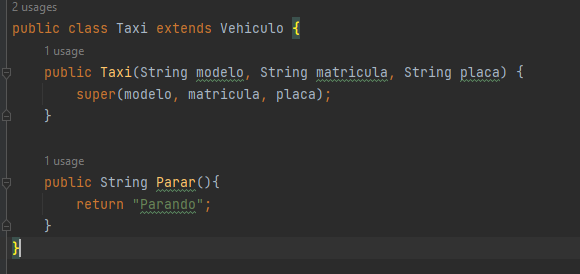 2 usages
public class Taxi extends Vehiculo {
1 usage
public Taxi(String modelo, String matricula, String placa) {
super(modelo, matricula, placa);
}
1 usage
public String Parar(){
return "Parando";
}
}